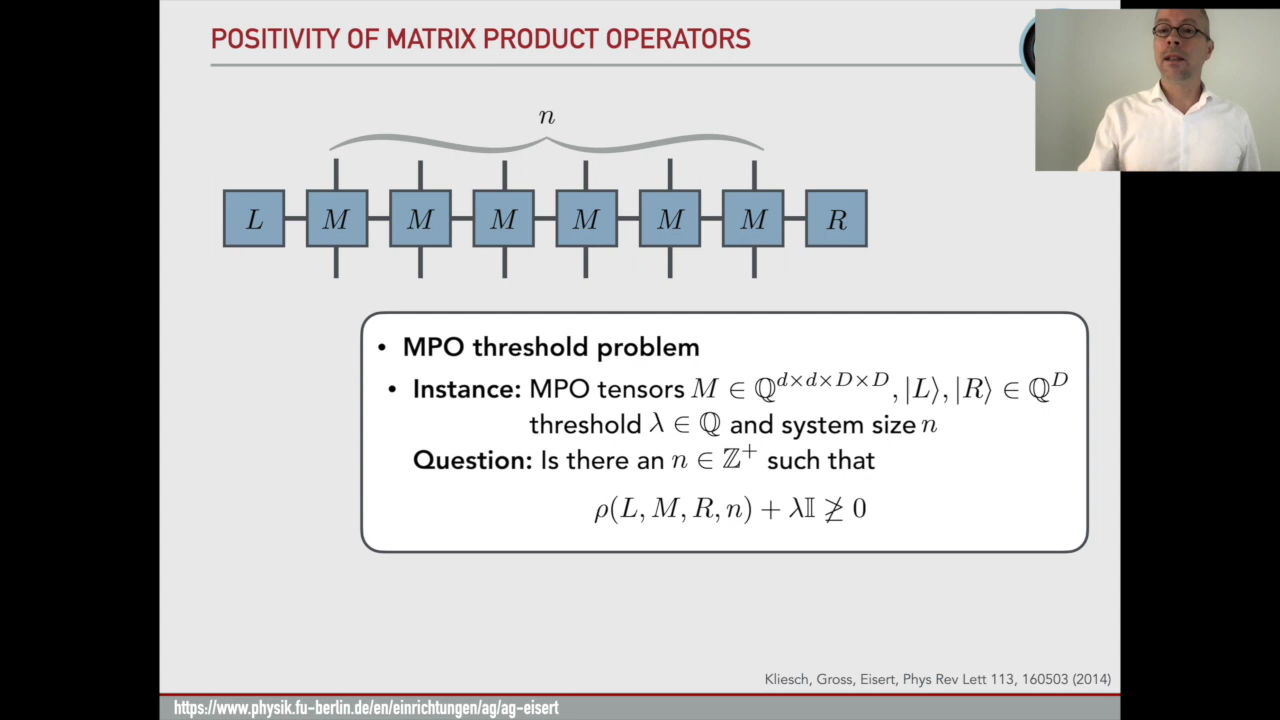 POSITIVITY OF MATRIX PRODUCT OPERATORS
n
L M M M M M M R
• MPO threshold problem
• Instance: MPO tensors M ∈ ℚ^{d×d×D×D}, |L⟩, |R⟩ ∈ ℚ^D
threshold λ ∈ ℚ and system size n
Question: Is there an n ∈ ℤ⁺ such that
ρ(L, M, R, n) + λ𝕀 ≱ 0
Kliesch, Gross, Eisert, Phys Rev Lett 113, 160503 (2014)
https://www.physik.fu-berlin.de/en/einrichtungen/ag/ag-eisert